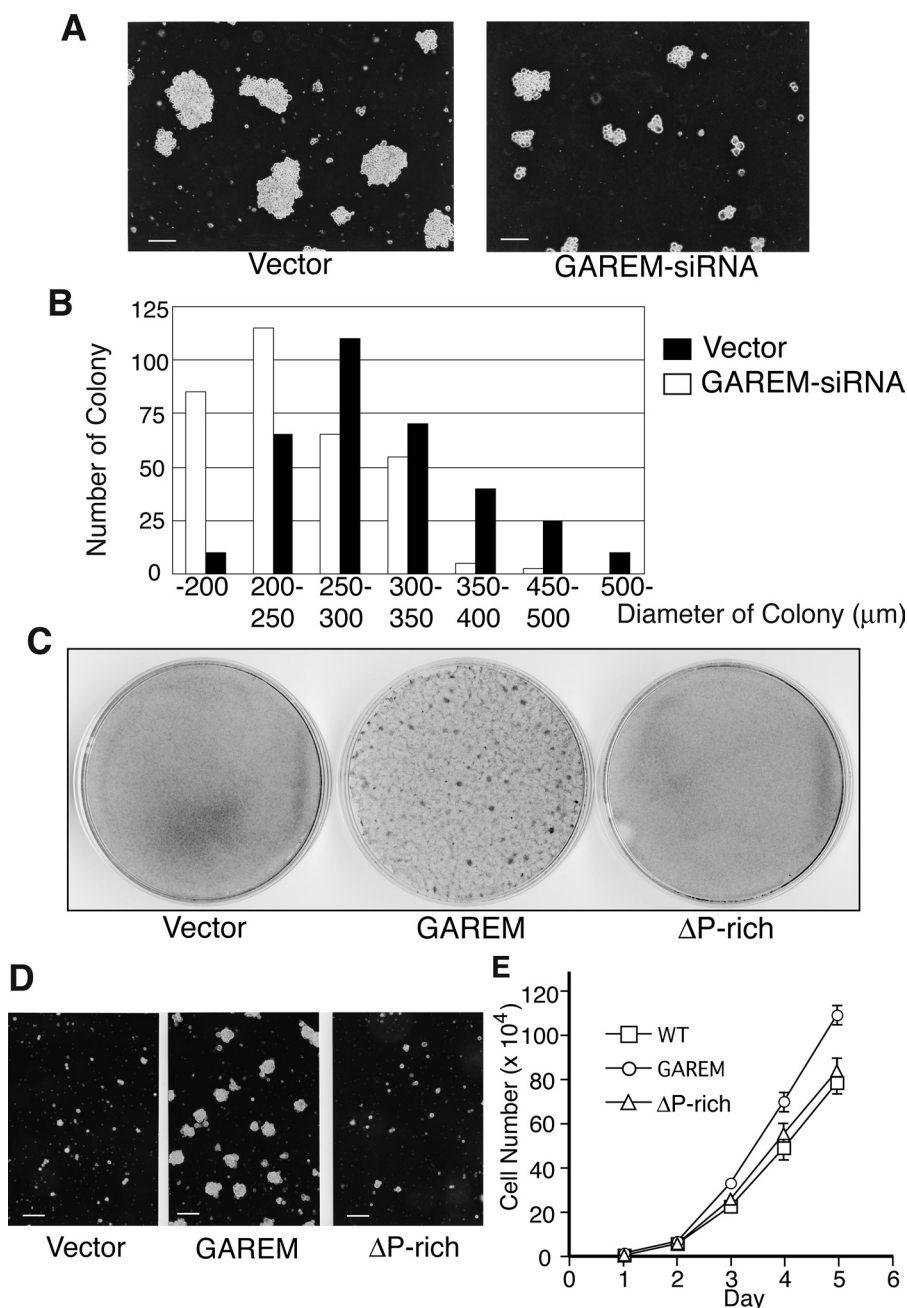 A
Vector
GAREM-siRNA
B
Number of Colony
125
100
75
50
25
0
-200
200-
250
250-
300
300-
350
350-
400
450-
500
500-
Diameter of Colony (μm)
Vector
GAREM-siRNA
C
Vector
GAREM
ΔP-rich
D
Vector
GAREM
ΔP-rich
E
Cell Number (x 10⁴)
120
100
80
60
40
20
0
WT
GAREM
ΔP-rich
0 1 2 3 4 5 6
Day